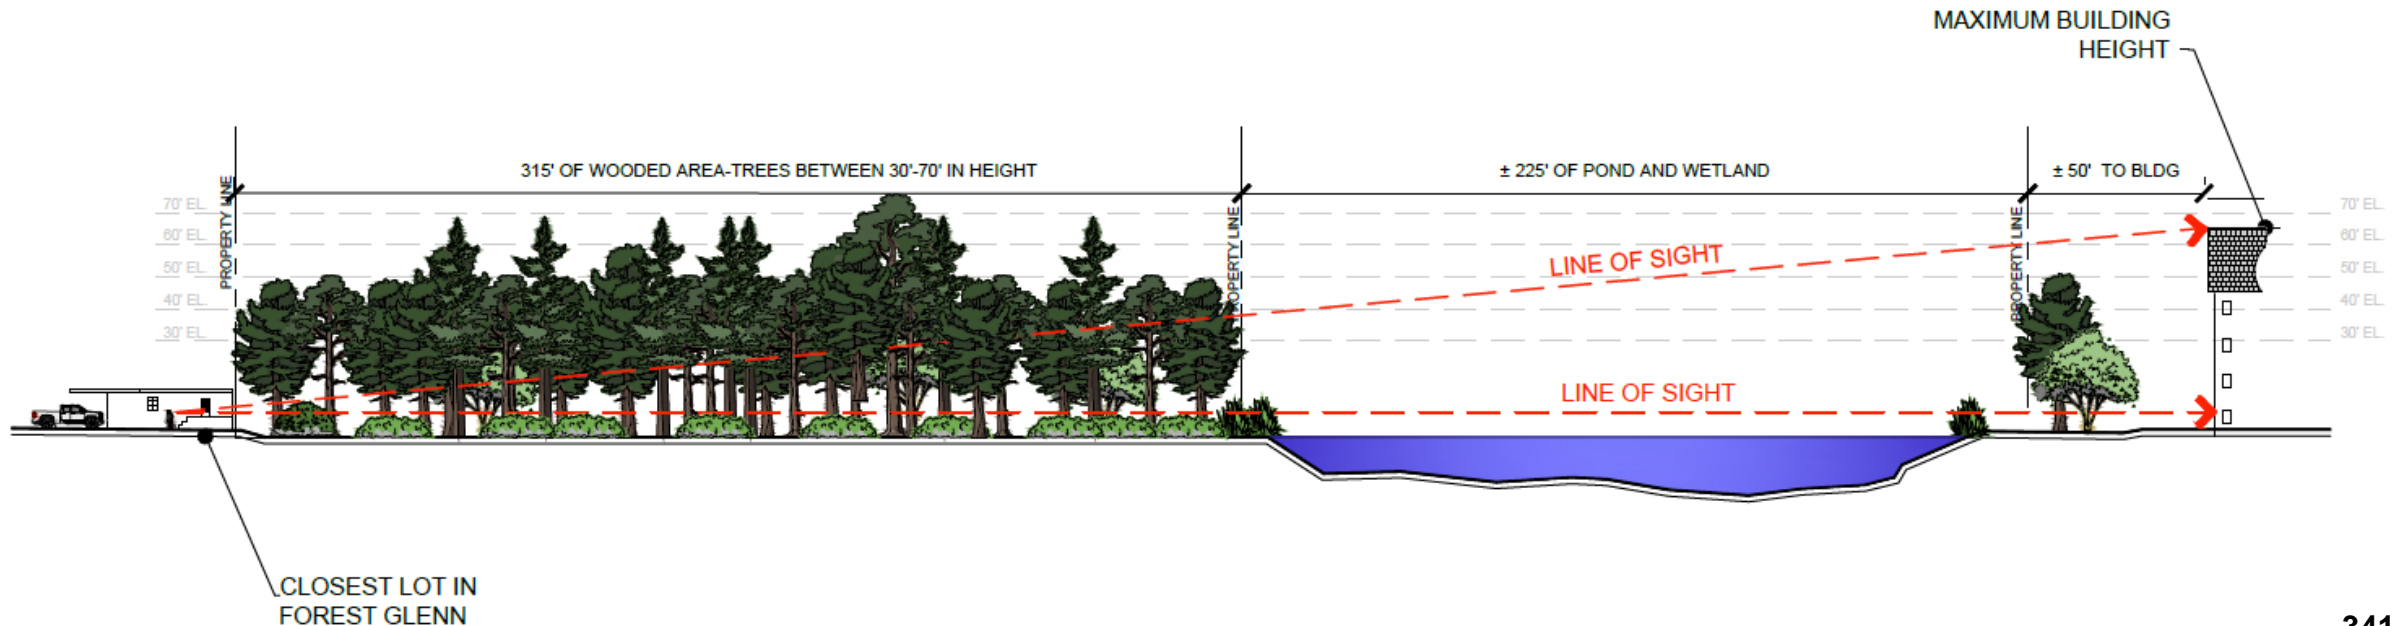 MAXIMUM BUILDING
HEIGHT
315' OF WOODED AREA-TREES BETWEEN 30'-70' IN HEIGHT
± 225' OF POND AND WETLAND
± 50' TO BLDG
PROPERTY LINE
PROPERTY LINE
PROPERTY LINE
70' EL.
60' EL.
50' EL.
40' EL.
30' EL.
70' EL.
60' EL.
50' EL.
40' EL.
30' EL.
LINE OF SIGHT
LINE OF SIGHT
CLOSEST LOT IN
FOREST GLENN
341